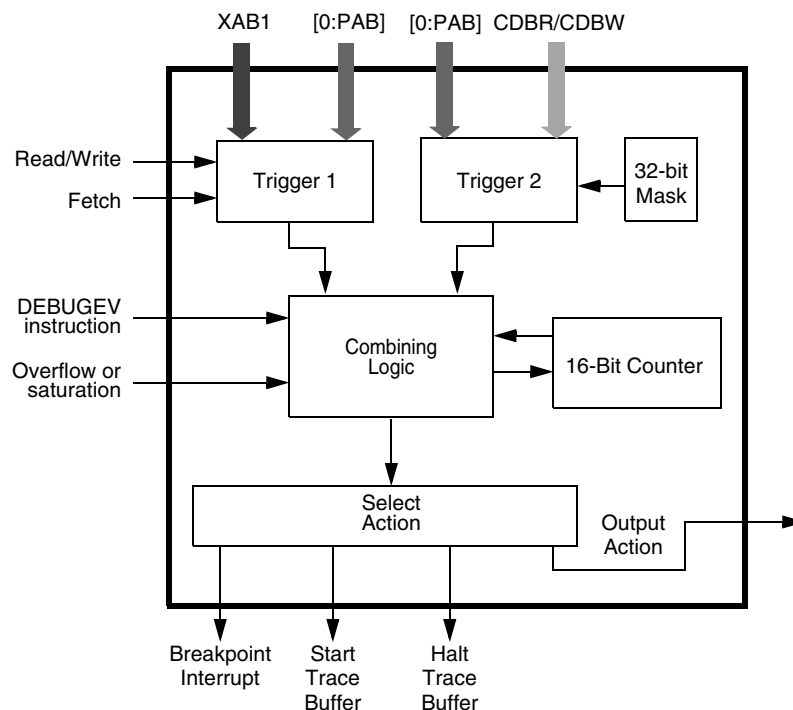 XAB1 [0:PAB] [0:PAB] CDBR/CDBW
Read/Write
Fetch
Trigger 1
Trigger 2
32-bit
Mask
DEBUGEV
instruction
Overflow or
saturation
Combining
Logic
16-Bit Counter
Select
Action
Output
Action
Breakpoint
Interrupt
Start
Trace
Buffer
Halt
Trace
Buffer